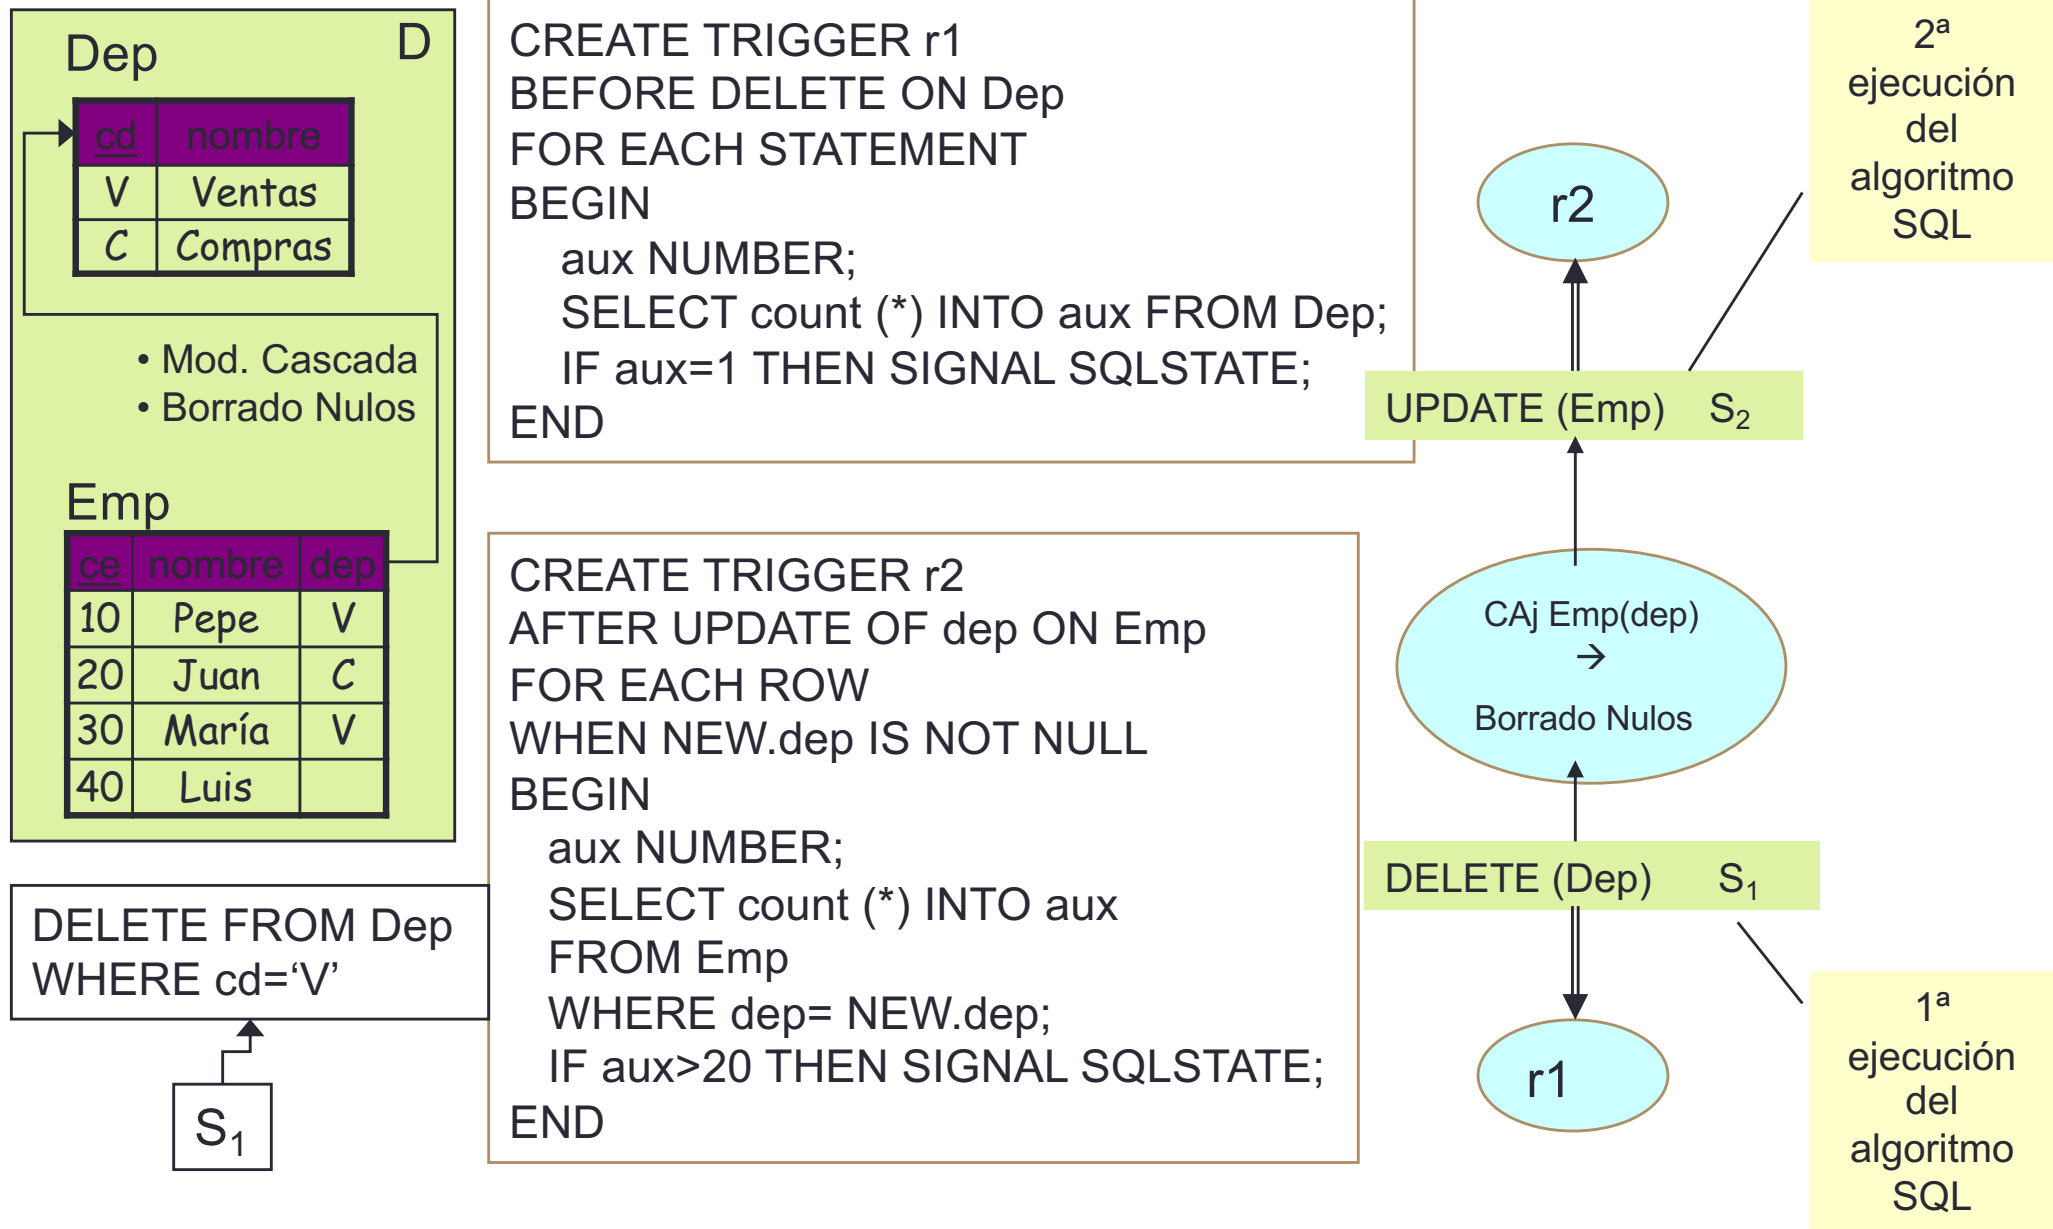 Dep
D
cd nombre
V Ventas
C Compras
• Mod. Cascada
• Borrado Nulos
Emp
ce nombre dep
10 Pepe V
20 Juan C
30 María V
40 Luis
DELETE FROM Dep
WHERE cd=‘V’
S1
CREATE TRIGGER r1
BEFORE DELETE ON Dep
FOR EACH STATEMENT
BEGIN
aux NUMBER;
SELECT count (*) INTO aux FROM Dep;
IF aux=1 THEN SIGNAL SQLSTATE;
END
CREATE TRIGGER r2
AFTER UPDATE OF dep ON Emp
FOR EACH ROW
WHEN NEW.dep IS NOT NULL
BEGIN
aux NUMBER;
SELECT count (*) INTO aux
FROM Emp
WHERE dep= NEW.dep;
IF aux>20 THEN SIGNAL SQLSTATE;
END
2ª
ejecución
del
algoritmo
SQL
r2
UPDATE (Emp) S2
CAj Emp(dep)
→
Borrado Nulos
DELETE (Dep) S1
r1
1ª
ejecución
del
algoritmo
SQL